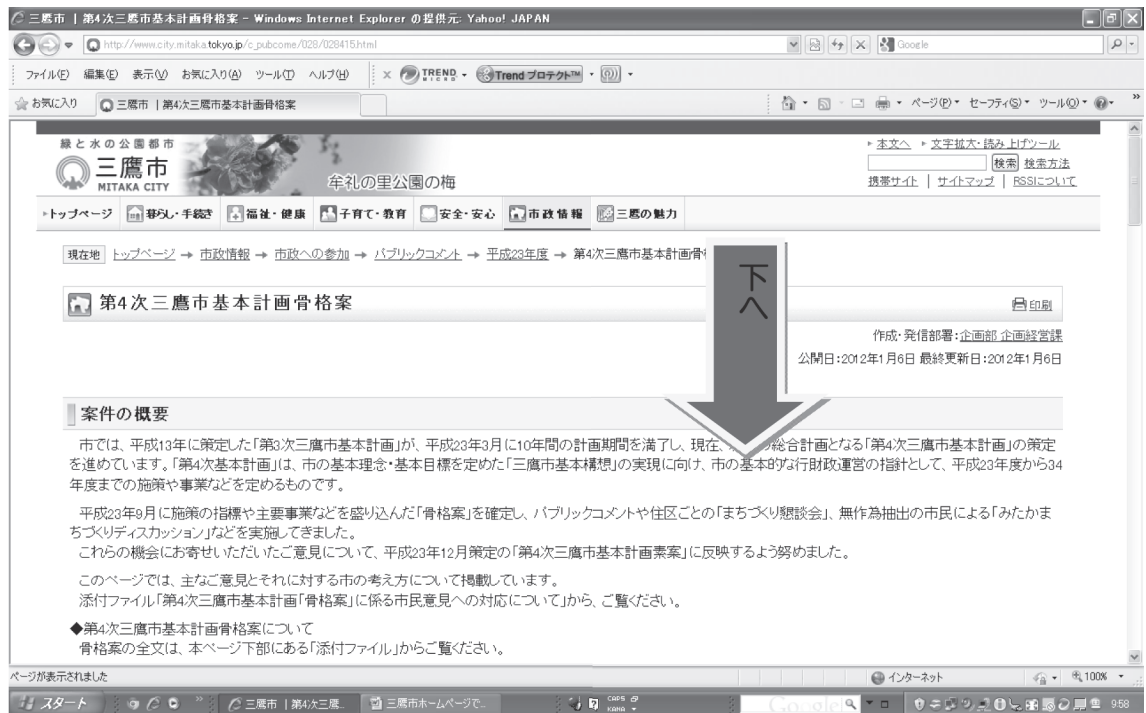 三鷹市 | 第4次三鷹市基本計画骨格案 - Windows Internet Explorer の提供元: Yahoo! JAPAN
http://www.city.mitaka.tokyo.jp/c_pubcome/028/028415.html
Google
ファイル(F) 編集(E) 表示(V) お気に入り(A) ツール(T) ヘルプ(H) x TREND MICRO Trend プロテクト™
お気に入り 三鷹市 | 第4次三鷹市基本計画骨格案 ページ(P) セーフティ(S) ツール(O)
緑と水の公園都市
三鷹市
MITAKA CITY
牟礼の里公園の梅
本文へ 文字拡大・読み上げツール
検索 検索方法
携帯サイト | サイトマップ | RSSについて
トップページ 暮らし・手続き 福祉・健康 子育て・教育 安全・安心 市政情報 三鷹の魅力
現在地 トップページ → 市政情報 → 市政への参加 → パブリックコメント → 平成23年度 → 第4次三鷹市基本計画骨
下へ
第4次三鷹市基本計画骨格案
印刷
作成・発信部署:企画部 企画経営課
公開日:2012年1月6日 最終更新日:2012年1月6日
案件の概要
市では、平成13年に策定した「第3次三鷹市基本計画」が、平成23年3月に10年間の計画期間を満了し、現在、 総合計画となる「第4次三鷹市基本計画」の策定
を進めています。「第4次基本計画」は、市の基本理念・基本目標を定めた「三鷹市基本構想」の実現に向け、市の基本的な行財政運営の指針として、平成23年度から34
年度までの施策や事業などを定めるものです。
平成23年9月に施策の指標や主要事業などを盛り込んだ「骨格案」を確定し、パブリックコメントや住区ごとの「まちづくり懇談会」、無作為抽出の市民による「みたかま
ちづくりディスカッション」などを実施してきました。
これらの機会にお寄せいただいたご意見について、平成23年12月策定の「第4次三鷹市基本計画素案」に反映するよう努めました。
このページでは、主なご意見とそれに対する市の考え方について掲載しています。
添付ファイル「第4次三鷹市基本計画「骨格案」に係る市民意見への対応について」から、ご覧ください。
◆第4次三鷹市基本計画骨格案について
骨格案の全文は、本ページ下部にある「添付ファイル」からご覧ください。
ページが表示されました インターネット 100%
スタート 三鷹市 | 第4次三鷹... 三鷹市ホームページで... CAPS KANA Google 9:58